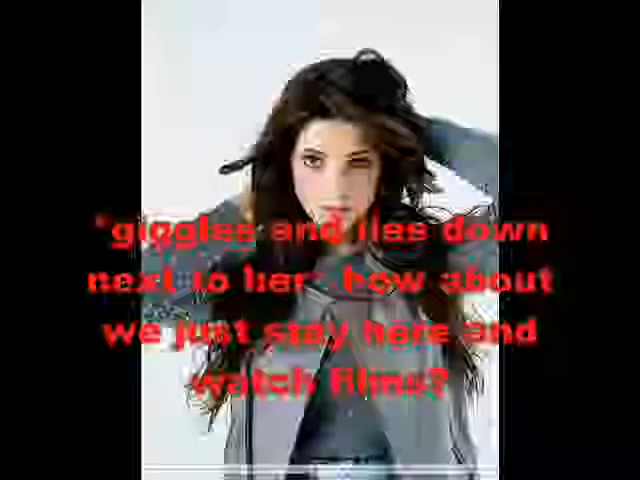 *giggles and lies down
next to her* how about
we just stay here and
watch films?